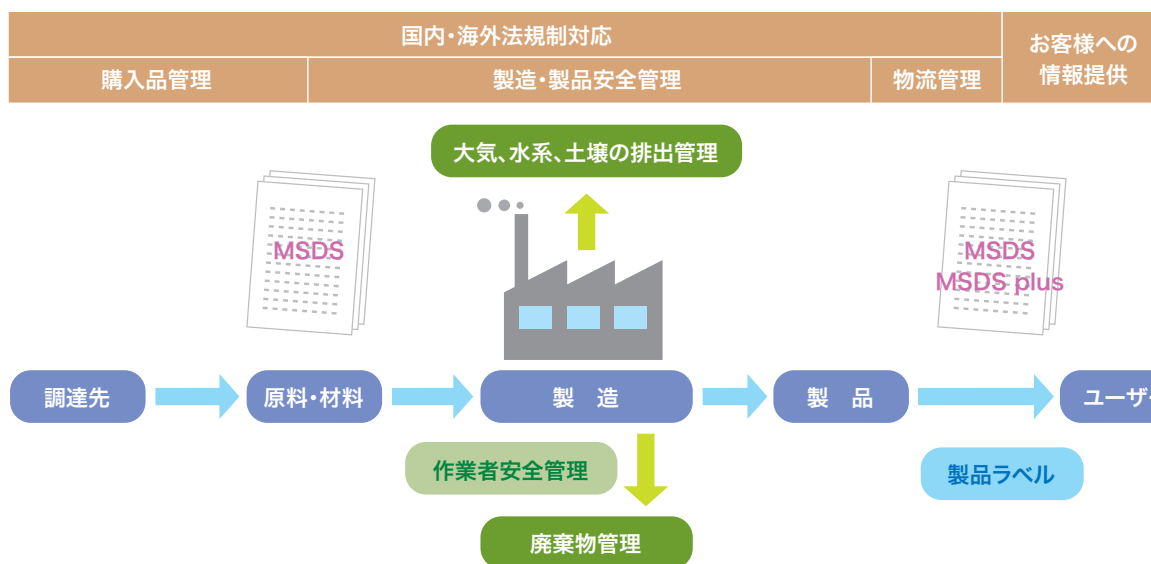 国内・海外法規制対応
お客様への
情報提供
購入品管理
製造・製品安全管理
物流管理
大気、水系、土壌の排出管理
MSDS
MSDS
MSDS plus
調達先
原料・材料
製　造
製　品
ユーザ
作業者安全管理
製品ラベル
廃棄物管理